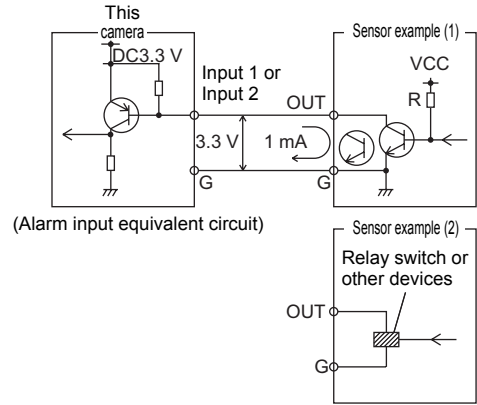 This
camera
DC3.3 V
Input 1 or
Input 2
3.3 V
1 mA
G
(Alarm input equivalent circuit)
Sensor example (1)
VCC
R
OUT
G
Sensor example (2)
Relay switch or
other devices
OUT
G